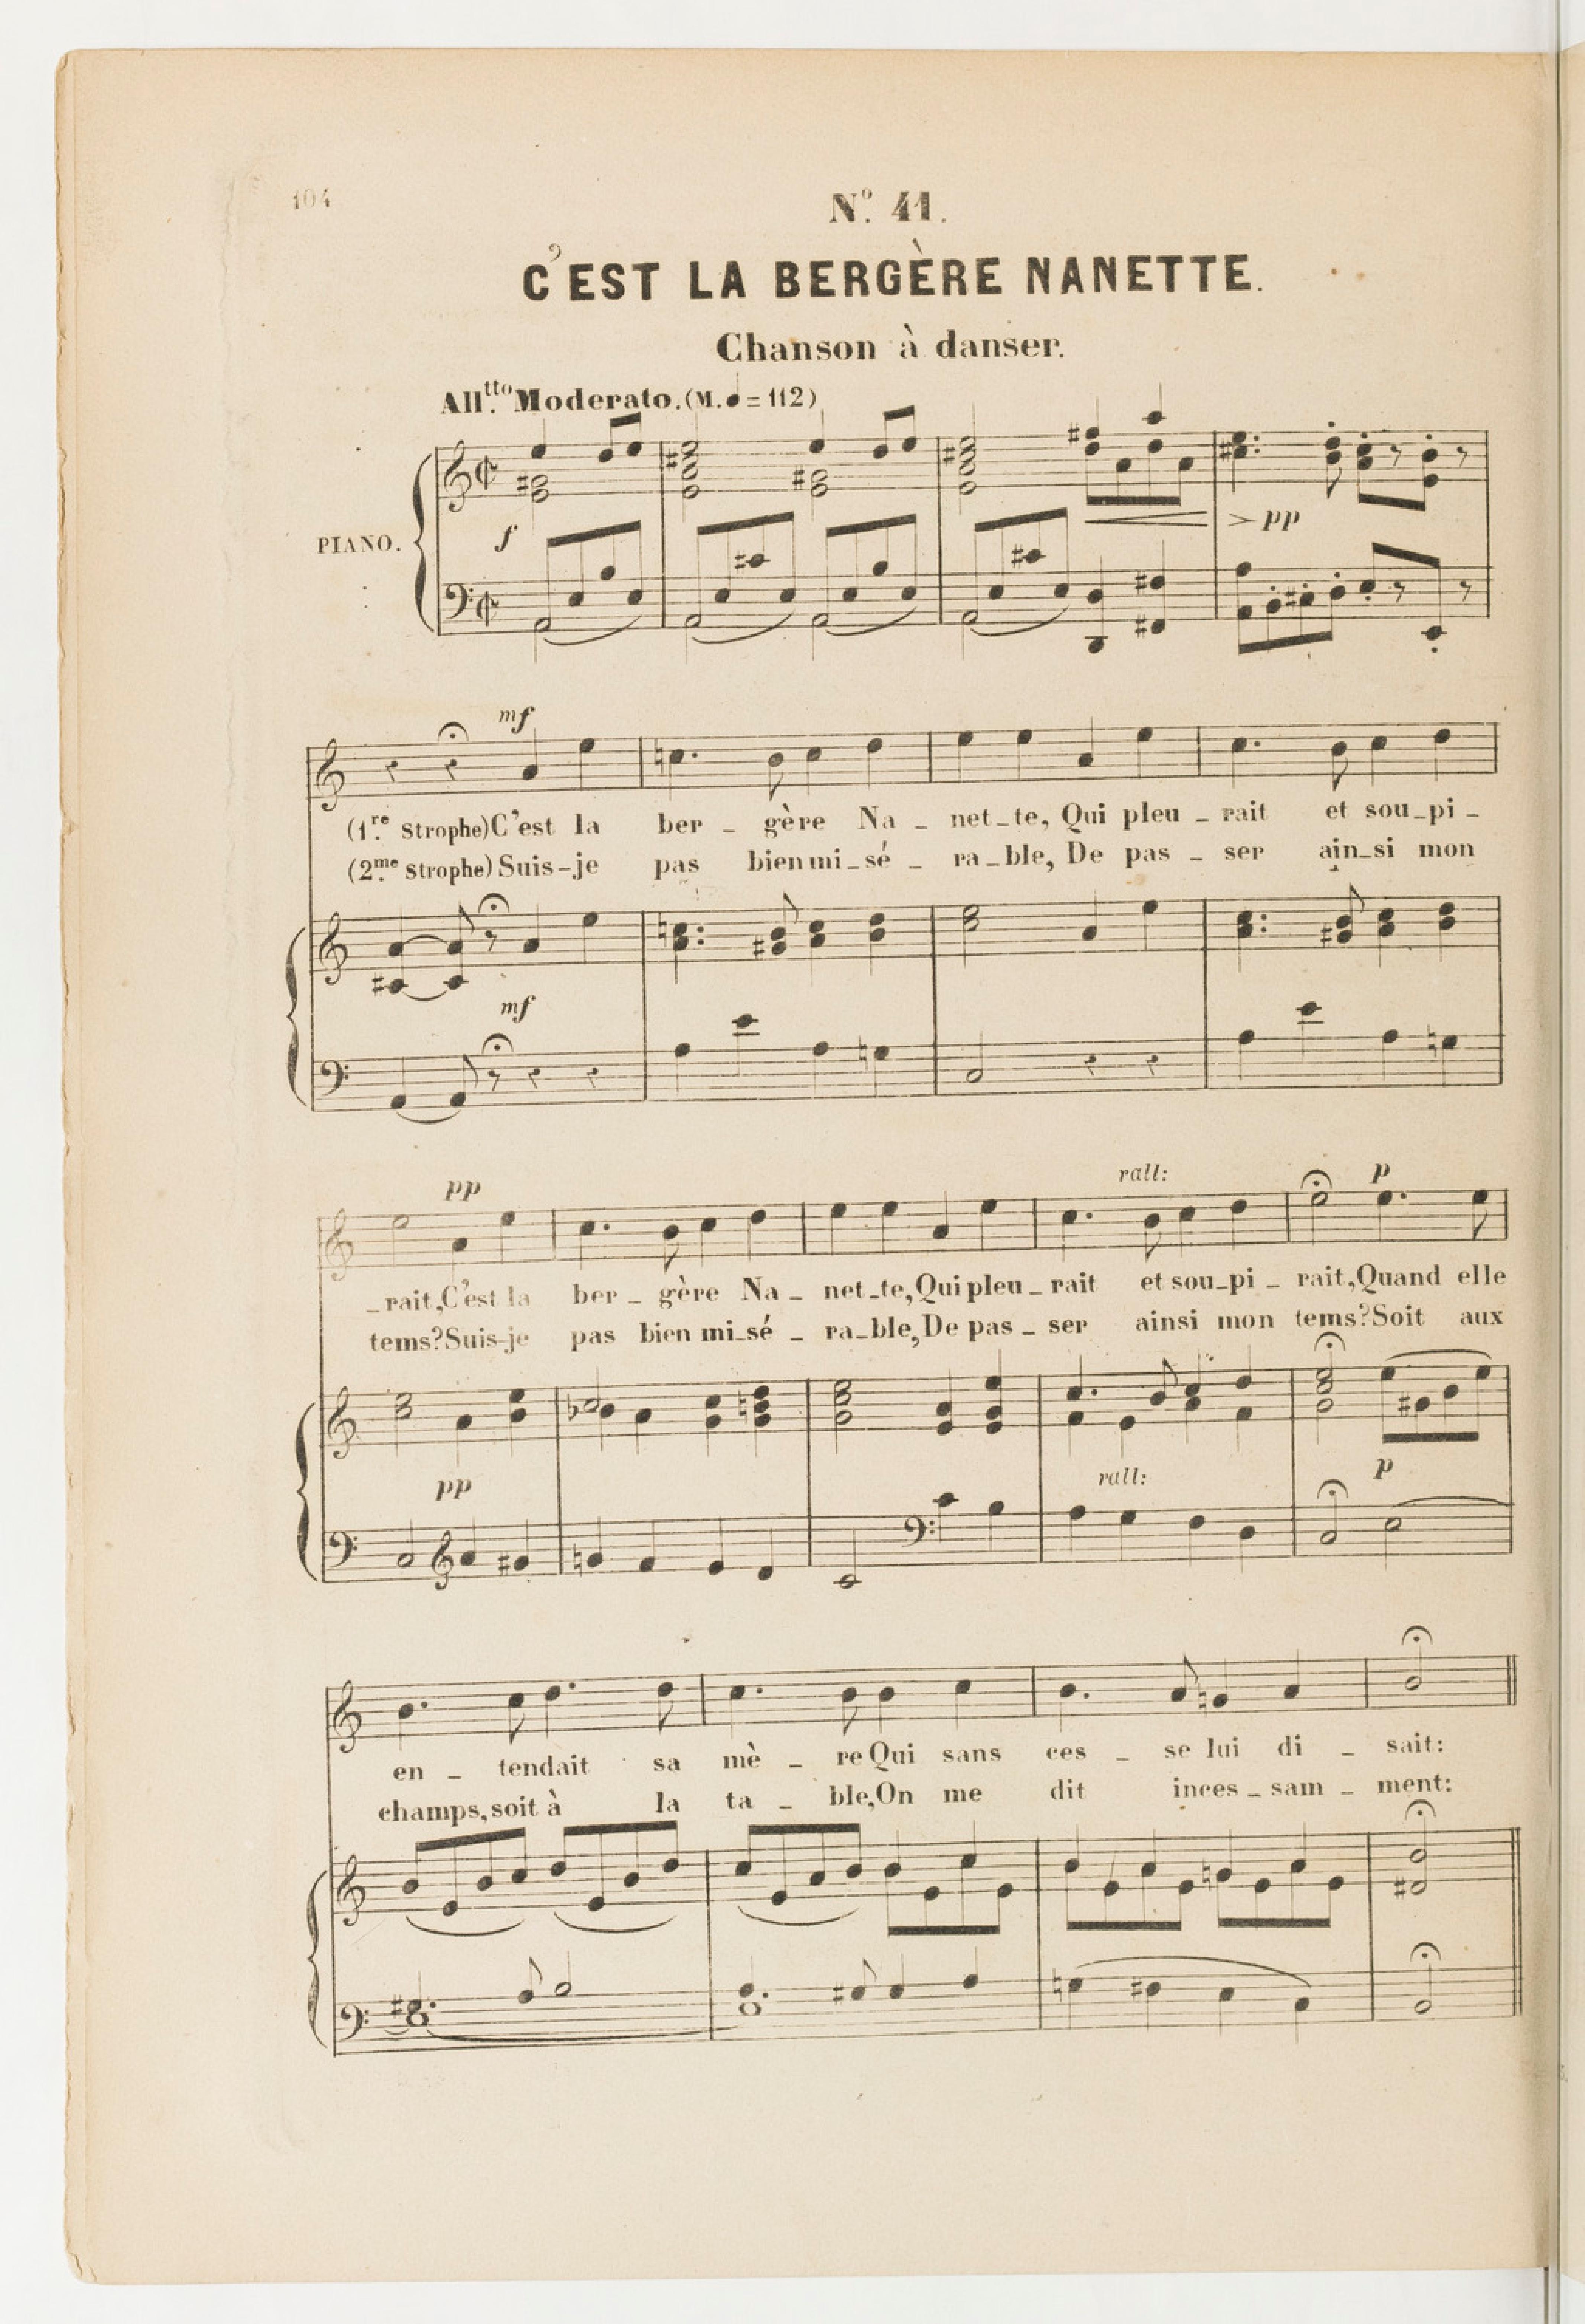 104
Nº. 41.
C'EST LA BERGÈRE NANETTE.
Chanson à danser.
All.tto Moderato. (M. ♩ = 112)
PIANO.
f
> pp
mf
(1.re Strophe) C'est la ber _ gère Na _ net _ te, Qui pleu _ rait et sou _ pi _
(2.me Strophe) Suis - je pas bien mi _ sé _ ra _ ble, De pas _ ser ain _ si mon
mf
pp rall: p
_ rait, C'est la ber _ gère Na _ net _ te, Qui pleu _ rait et sou _ pi _ rait, Quand elle
tems? Suis - je pas bien mi _ sé _ ra _ ble, De pas _ ser ainsi mon tems? Soit aux
pp rall: p
en _ tendait sa mè _ re Qui sans ces _ se lui di _ sait:
champs, soit à la ta _ ble, On me dit inces _ sam _ ment: